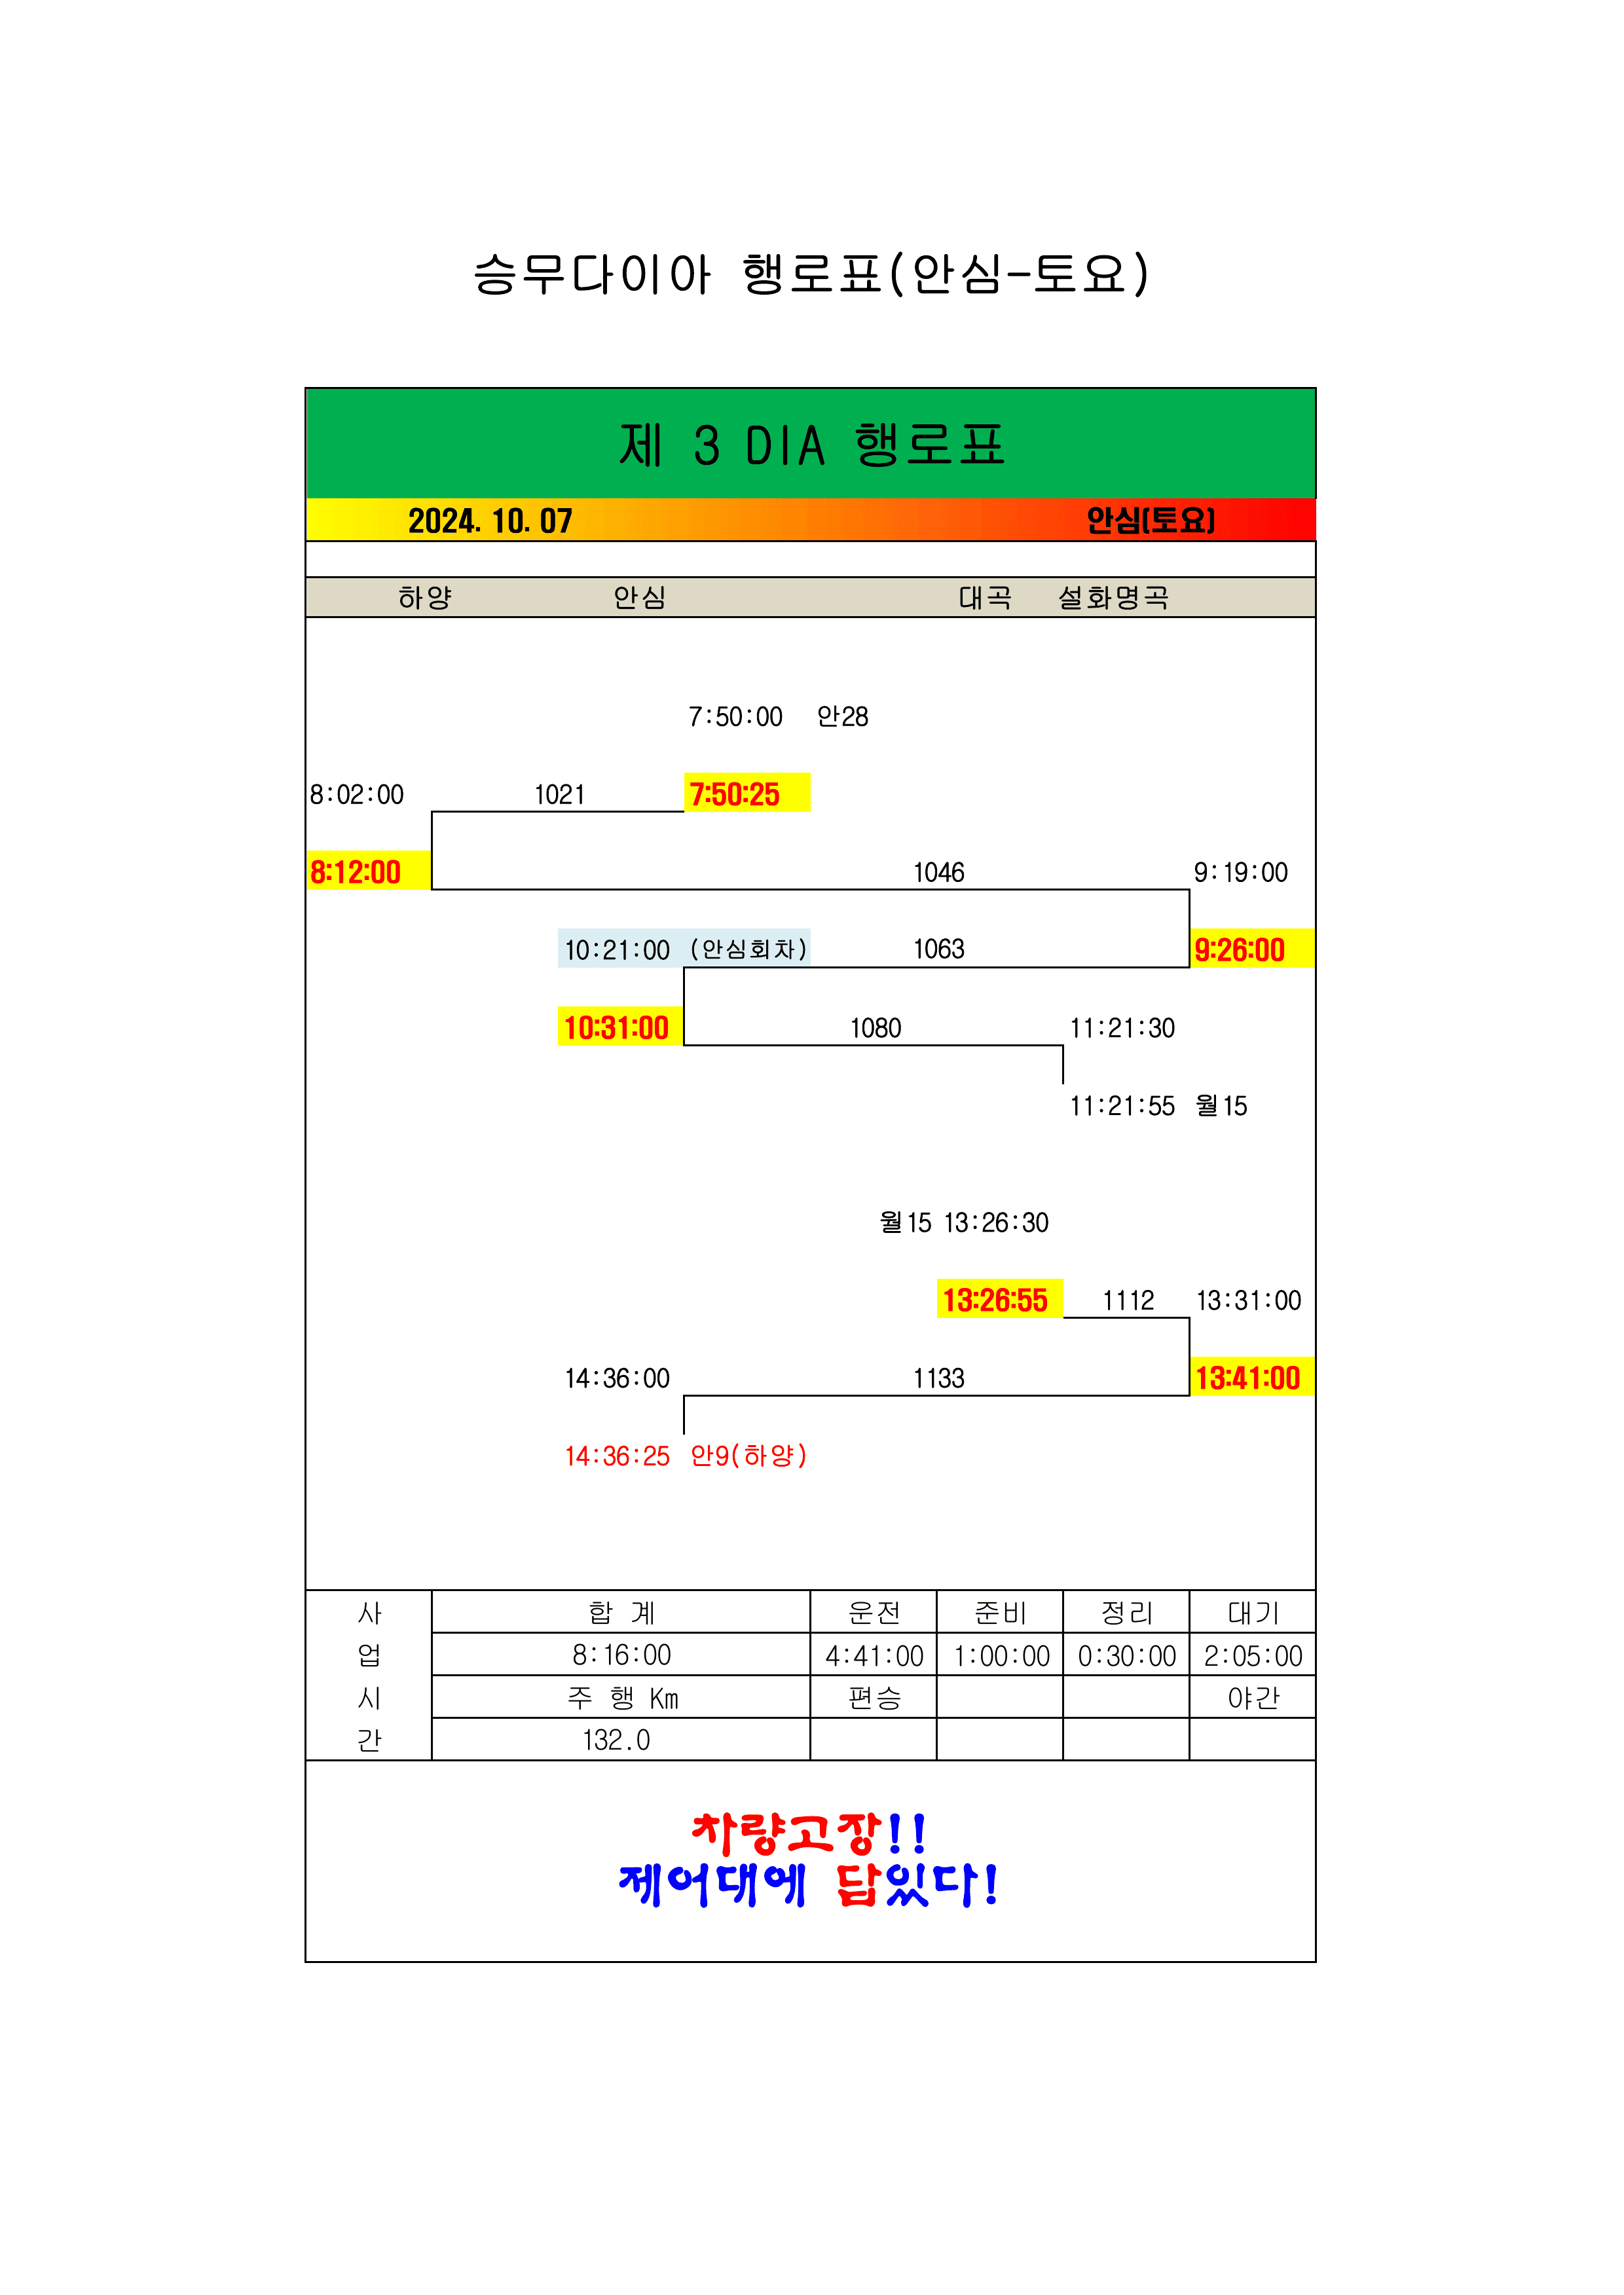 승무다이아 행로표(안심-토요)
제 3 DIA 행로표
2024. 10. 07 안심(토요)
하양 안심 대곡 설화명곡
7:50:00 안28
8:02:00 1021 7:50:25
8:12:00 1046 9:19:00
10:21:00 (안심회차) 1063 9:26:00
10:31:00 1080 11:21:30
11:21:55 월15
월15 13:26:30
13:26:55 1112 13:31:00
14:36:00 1133 13:41:00
14:36:25 안9(하양)
사 합 계 운전 준비 정리 대기
업 8:16:00 4:41:00 1:00:00 0:30:00 2:05:00
시 주 행 Km 편승 야간
간 132.0
차량고장!!
제어대에 답있다!